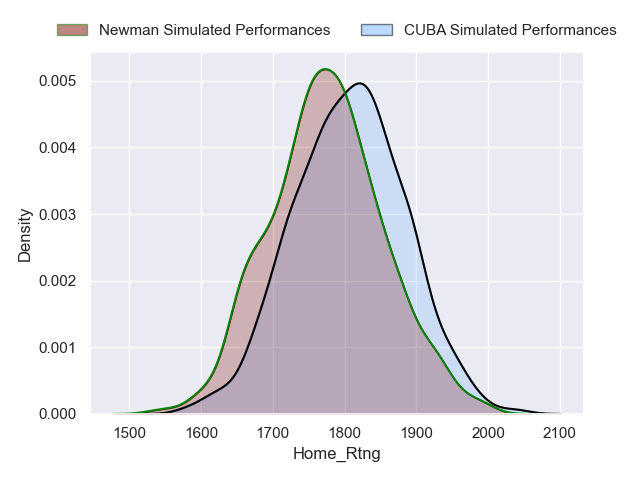 Newman Simulated Performances CUBA Simulated Performances
0.005
0.004
0.003
0.002
0.001
0.000
Density
1500 1600 1700 1800 1900 2000 2100
Home_Rtng